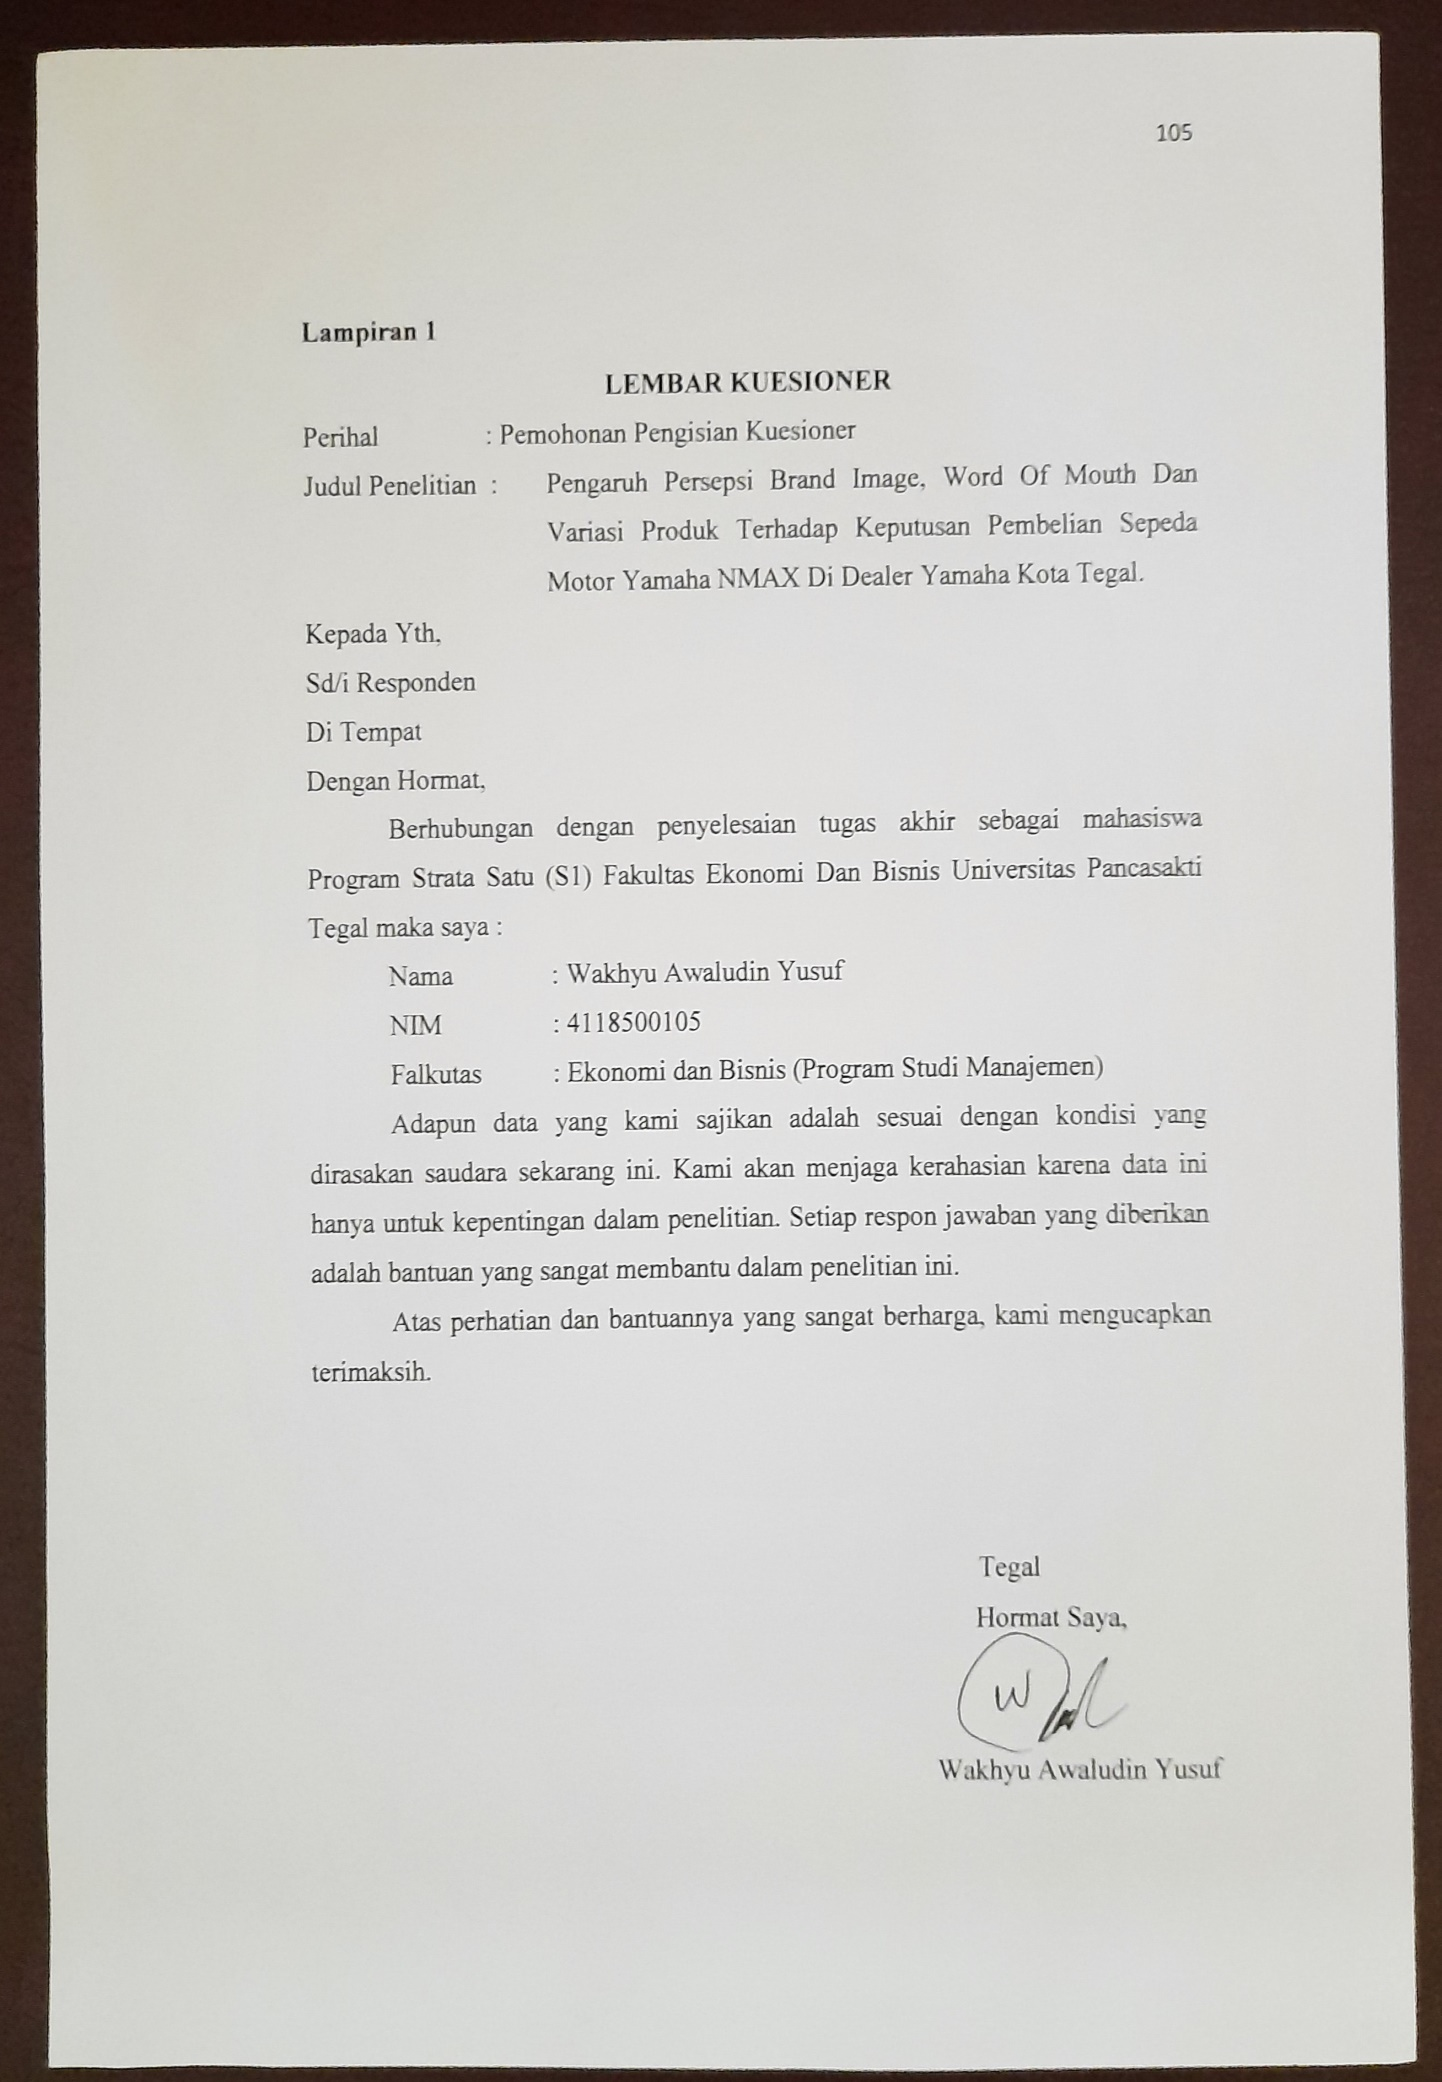 105
Lampiran 1
LEMBAR KUESIONER
Perihal : Pemohonan Pengisian Kuesioner
Judul Penelitian : Pengaruh Persepsi Brand Image, Word Of Mouth Dan
Variasi Produk Terhadap Keputusan Pembelian Sepeda
Motor Yamaha NMAX Di Dealer Yamaha Kota Tegal.
Kepada Yth,
Sd/i Responden
Di Tempat
Dengan Hormat,
Berhubungan dengan penyelesaian tugas akhir sebagai mahasiswa
Program Strata Satu (S1) Fakultas Ekonomi Dan Bisnis Universitas Pancasakti
Tegal maka saya :
Nama : Wakhyu Awaludin Yusuf
NIM : 4118500105
Falkutas : Ekonomi dan Bisnis (Program Studi Manajemen)
Adapun data yang kami sajikan adalah sesuai dengan kondisi yang
dirasakan saudara sekarang ini. Kami akan menjaga kerahasian karena data ini
hanya untuk kepentingan dalam penelitian. Setiap respon jawaban yang diberikan
adalah bantuan yang sangat membantu dalam penelitian ini.
Atas perhatian dan bantuannya yang sangat berharga, kami mengucapkan
terimaksih.
Tegal
Hormat Saya,
Wakhyu Awaludin Yusuf